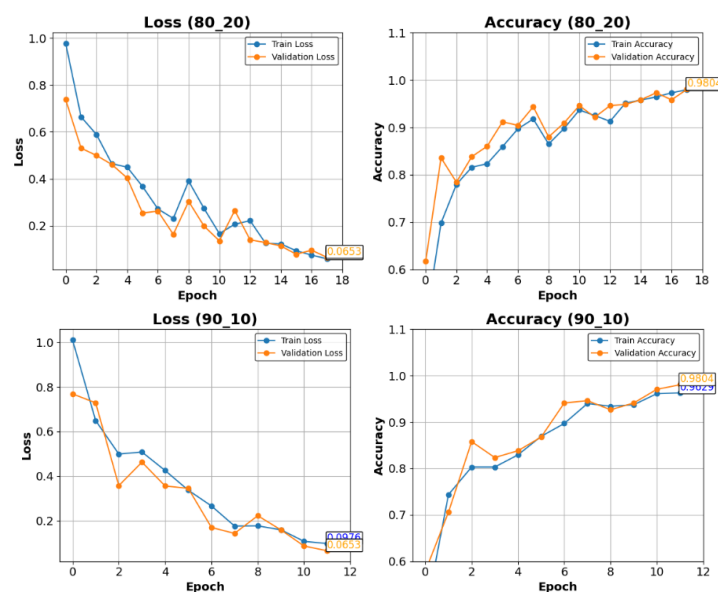 Loss (80_20)
1.0
0.8
0.6
0.4
0.2
Loss
Train Loss
Validation Loss
0.0653
0 2 4 6 8 10 12 14 16 18
Epoch
Accuracy (80_20)
1.1
1.0
0.9
0.8
0.7
0.6
Accuracy
Train Accuracy
Validation Accuracy
0.9804
0 2 4 6 8 10 12 14 16 18
Epoch
Loss (90_10)
1.0
0.8
0.6
0.4
0.2
Loss
Train Loss
Validation Loss
0.0976
0.0653
0 2 4 6 8 10 12
Epoch
Accuracy (90_10)
1.1
1.0
0.9
0.8
0.7
0.6
Accuracy
Train Accuracy
Validation Accuracy
0.9804
0.9629
0 2 4 6 8 10 12
Epoch